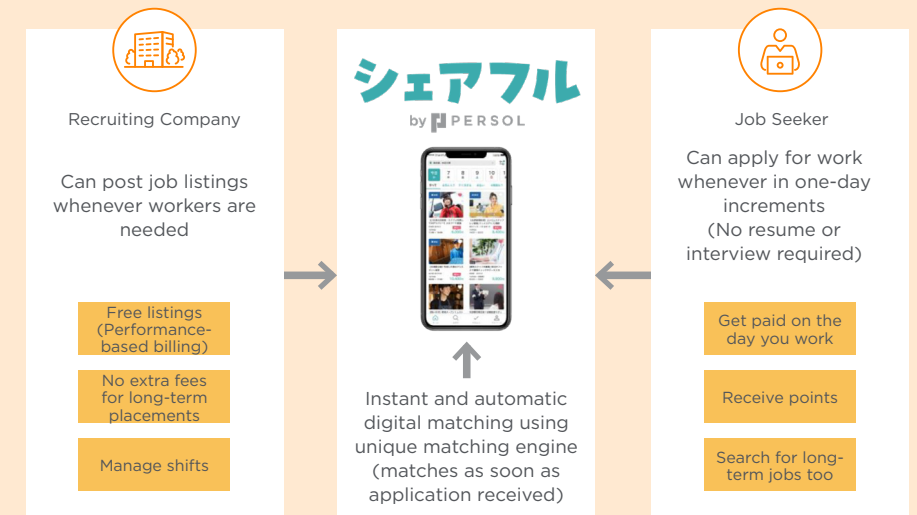 Recruiting Company
Can post job listings
whenever workers are
needed
Free listings
(Performance-
based billing)
No extra fees
for long-term
placements
Manage shifts
シェアフル
by PERSOL
Instant and automatic
digital matching using
unique matching engine
(matches as soon as
application received)
Job Seeker
Can apply for work
whenever in one-day
increments
(No resume or
interview required)
Get paid on the
day you work
Receive points
Search for long-
term jobs too